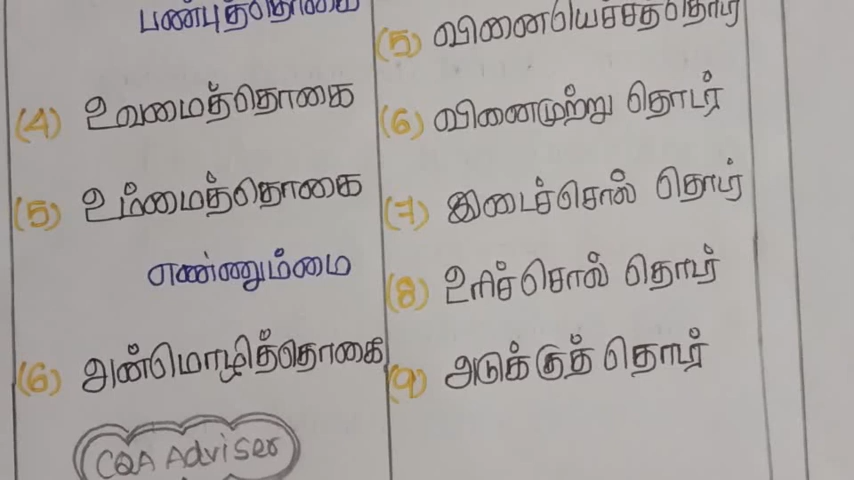 பண்புத்தொகை
(4) உவமைத்தொகை
(5) உம்மைத்தொகை
எண்ணும்மை
(6) அன்மொழித்தொகை
CQA Adviser
(5) வினையெச்சத்தொடர்
(6) வினைமுற்று தொடர்
(7) இடைச்சொல் தொடர்
(8) உரிச்சொல் தொடர்
(9) அடுக்குத் தொடர்